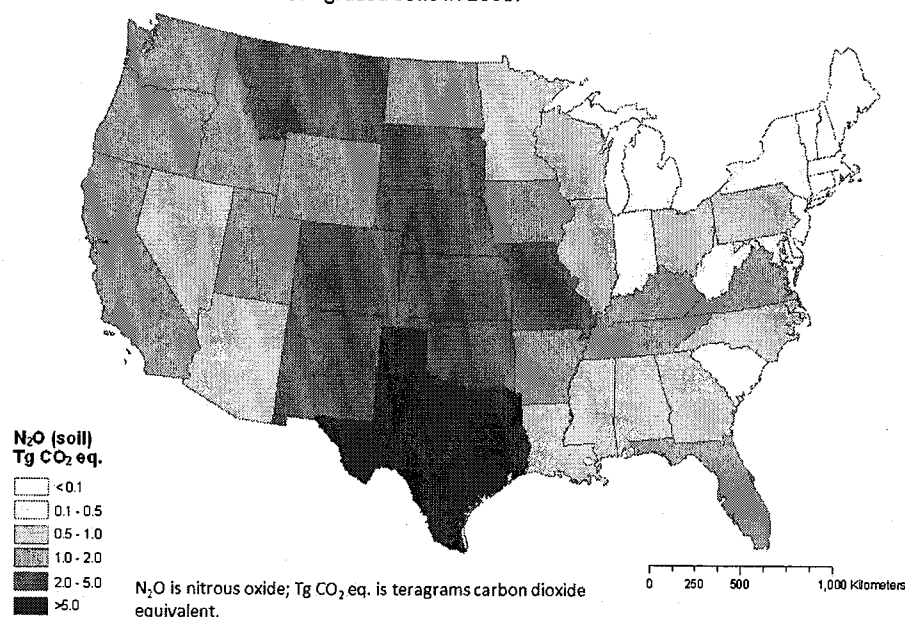 N₂O (soil)
Tg CO₂ eq.
<0.1
0.1 - 0.5
0.5 - 1.0
1.0 - 2.0
2.0 - 5.0
>5.0
N₂O is nitrous oxide; Tg CO₂ eq. is teragrams carbon dioxide
equivalent.
0 250 500 1,000 Kilometers